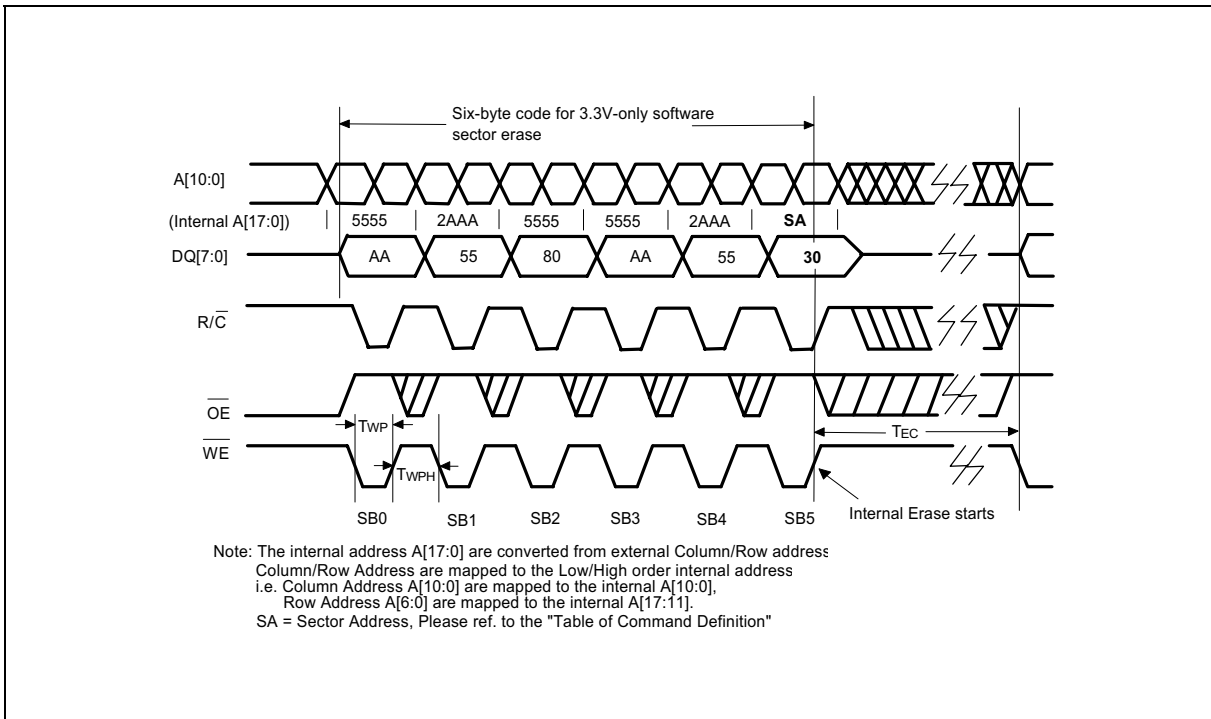 Six-byte code for 3.3V-only software
sector erase
A[10:0]
(Internal A[17:0])
5555 2AAA 5555 5555 2AAA SA
DQ[7:0]
AA 55 80 AA 55 30
R/C̅
O̅E̅
TWP
TEC
W̅E̅
TWPH
Internal Erase starts
SB0 SB1 SB2 SB3 SB4 SB5
Note: The internal address A[17:0] are converted from external Column/Row address
Column/Row Address are mapped to the Low/High order internal address
i.e. Column Address A[10:0] are mapped to the internal A[10:0],
Row Address A[6:0] are mapped to the internal A[17:11].
SA = Sector Address, Please ref. to the "Table of Command Definition"